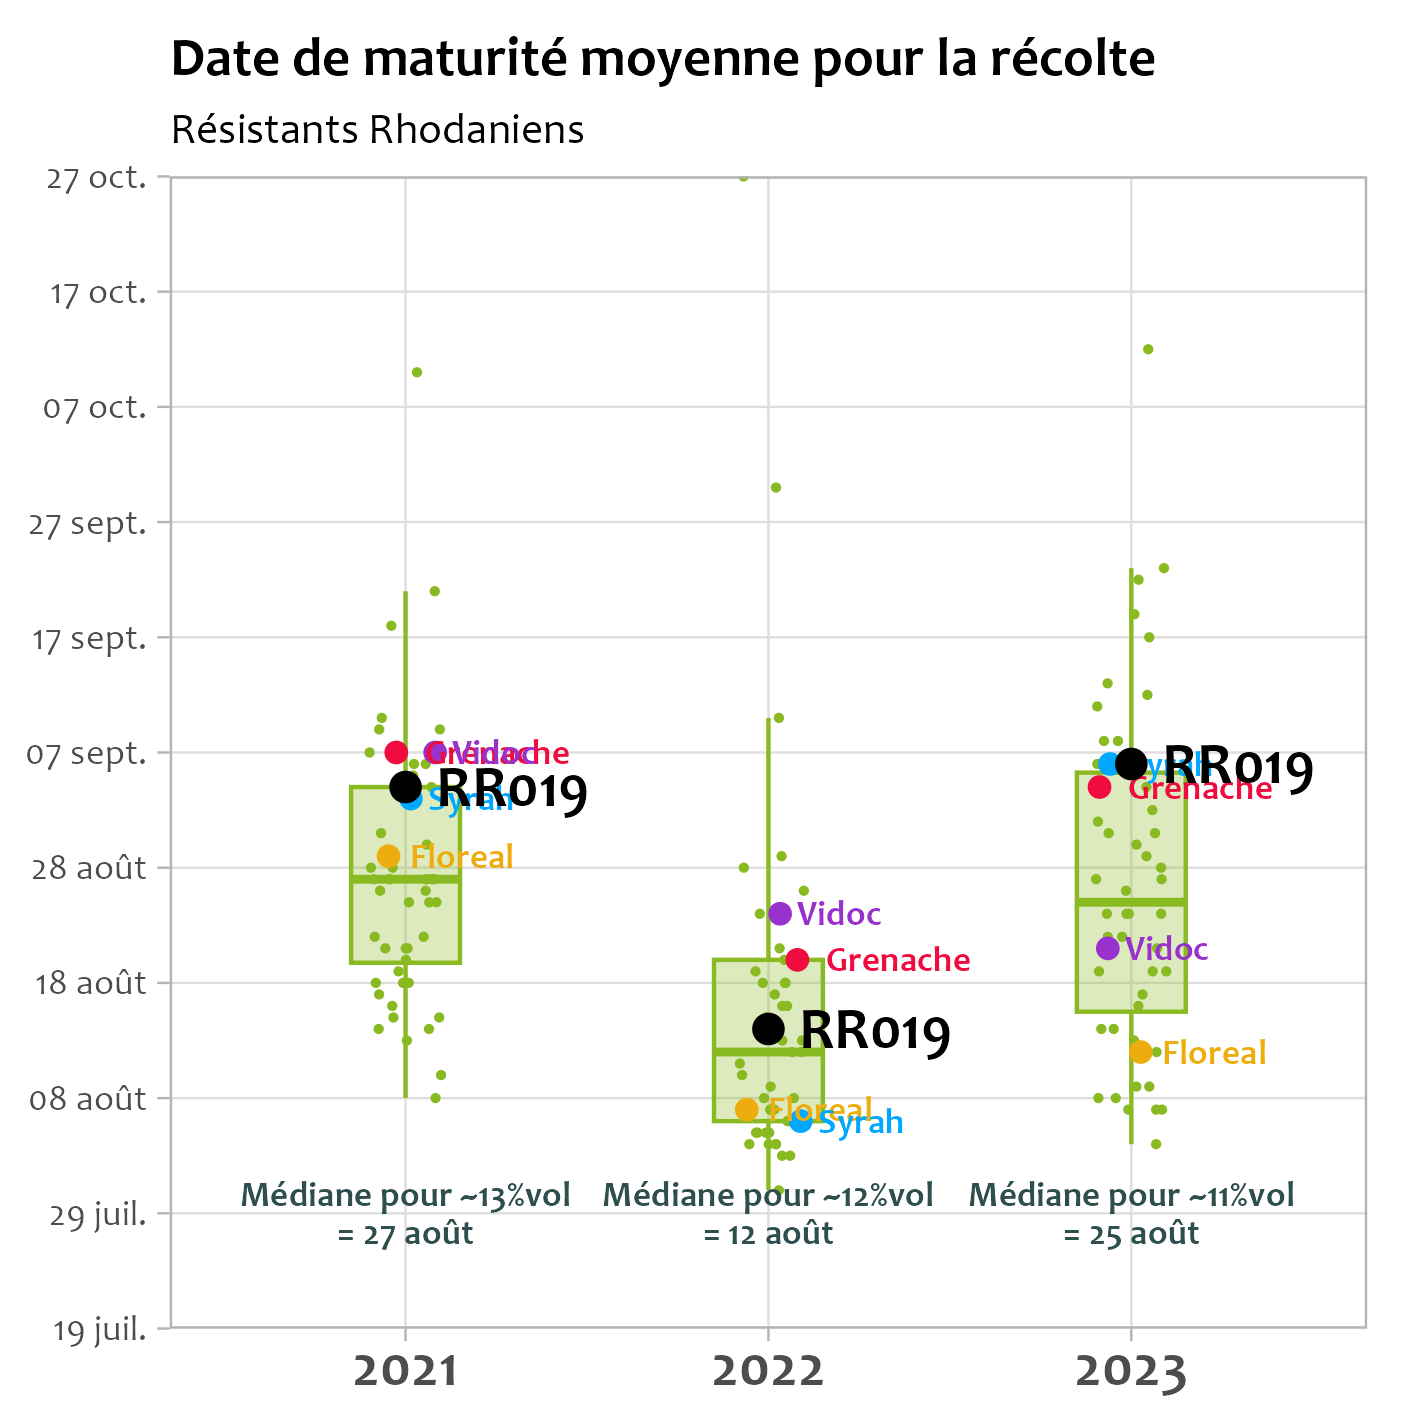 Date de maturité moyenne pour la récolte
Résistants Rhodaniens
27 oct.
17 oct.
07 oct.
27 sept.
17 sept.
07 sept.
28 août
18 août
08 août
29 juil.
19 juil.
Grenache
Vidoc
RR019
Syrah
Floreal
Médiane pour ~13%vol
= 27 août
Vidoc
Grenache
RR019
Floreal
Syrah
Médiane pour ~12%vol
= 12 août
Syrah
RR019
Grenache
Vidoc
Floreal
Médiane pour ~11%vol
= 25 août
2021
2022
2023